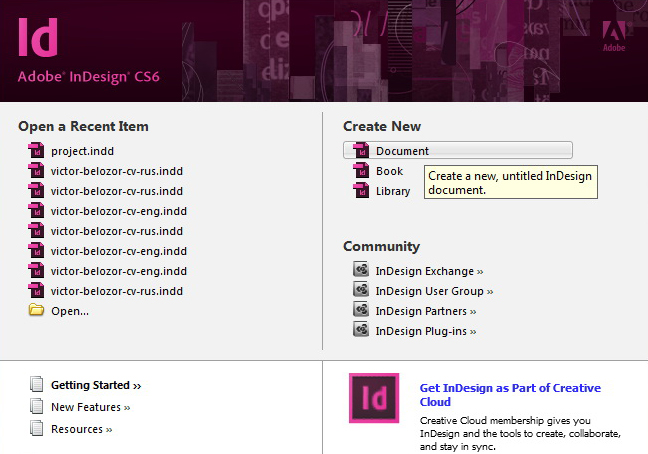 Id
Adobe® InDesign® CS6
Adobe
Open a Recent Item
project.indd
victor-belozor-cv-rus.indd
victor-belozor-cv-rus.indd
victor-belozor-cv-eng.indd
victor-belozor-cv-rus.indd
victor-belozor-cv-eng.indd
victor-belozor-cv-eng.indd
victor-belozor-cv-rus.indd
Open...
Create New
Document
Book
Library
Create a new, untitled InDesign
document.
Community
InDesign Exchange »
InDesign User Group »
InDesign Partners »
InDesign Plug-ins »
Getting Started »
New Features »
Resources »
Id
Get InDesign as Part of Creative
Cloud
Creative Cloud membership gives you
InDesign and the tools to create, collaborate,
and stay in sync.